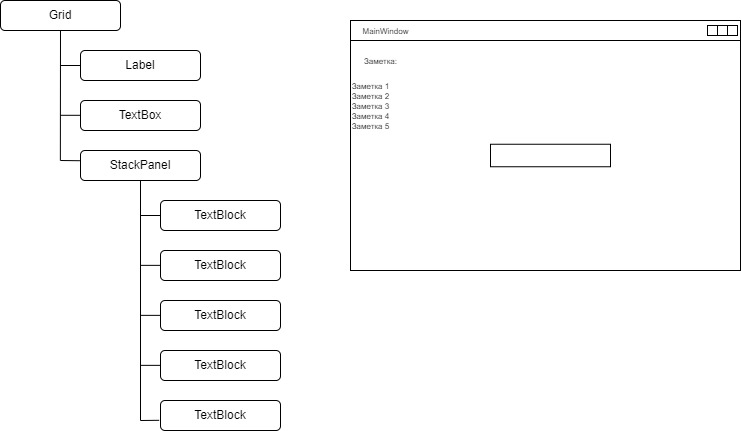 Grid
Label
TextBox
StackPanel
TextBlock
TextBlock
TextBlock
TextBlock
TextBlock
MainWindow
Заметка:
Заметка 1
Заметка 2
Заметка 3
Заметка 4
Заметка 5